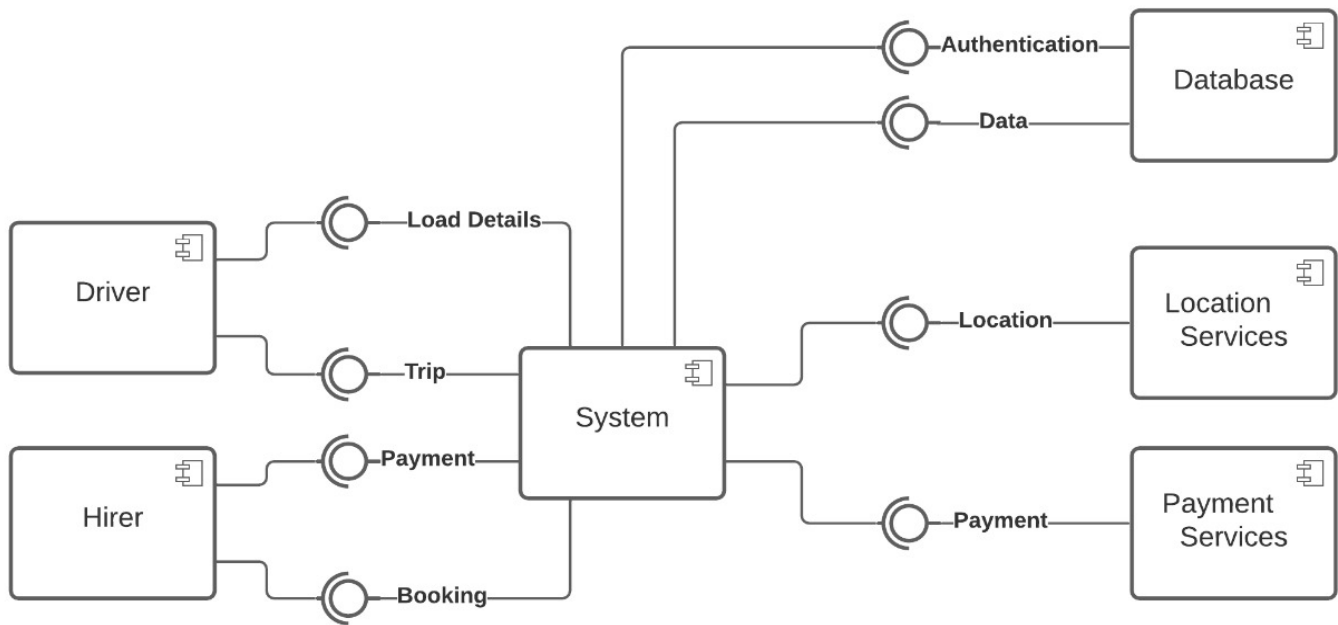 Authentication
Database
Data
Load Details
Driver
Location
Services
Location
Trip
System
Payment
Hirer
Payment
Services
Payment
Booking